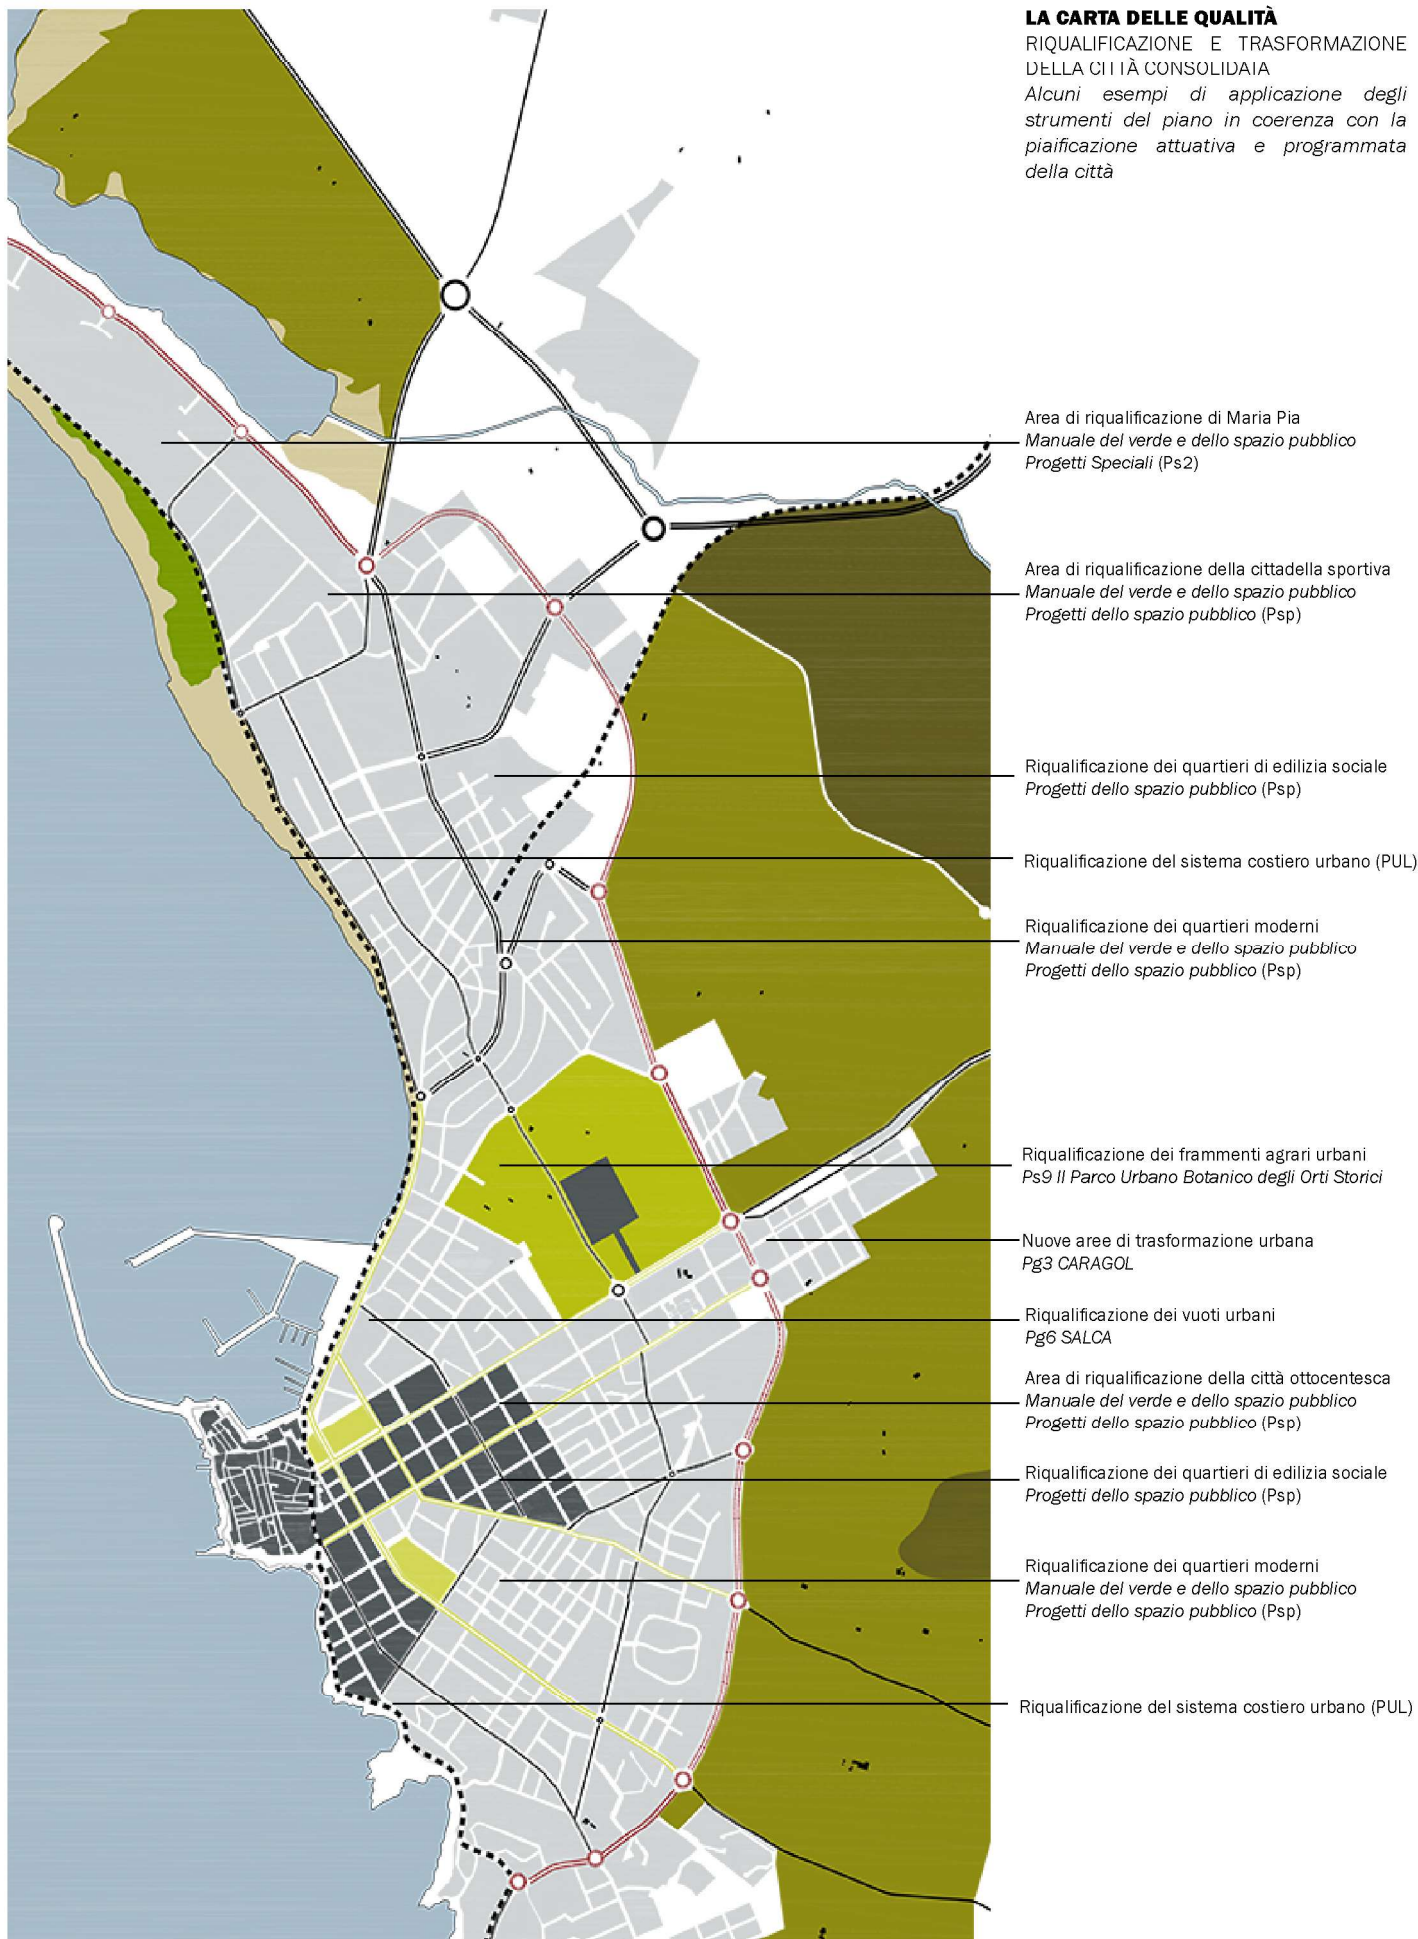 LA CARTA DELLE QUALITÀ
RIQUALIFICAZIONE E TRASFORMAZIONE
DELLA CITTÀ CONSOLIDATA
Alcuni esempi di applicazione degli
strumenti del piano in coerenza con la
piaificazione attuativa e programmata
della città
Area di riqualificazione di Maria Pia
Manuale del verde e dello spazio pubblico
Progetti Speciali (Ps2)
Area di riqualificazione della cittadella sportiva
Manuale del verde e dello spazio pubblico
Progetti dello spazio pubblico (Psp)
Riqualificazione dei quartieri di edilizia sociale
Progetti dello spazio pubblico (Psp)
Riqualificazione del sistema costiero urbano (PUL)
Riqualificazione dei quartieri moderni
Manuale del verde e dello spazio pubblico
Progetti dello spazio pubblico (Psp)
Riqualificazione dei frammenti agrari urbani
Ps9 Il Parco Urbano Botanico degli Orti Storici
Nuove aree di trasformazione urbana
Pg3 CARAGOL
Riqualificazione dei vuoti urbani
Pg6 SALCA
Area di riqualificazione della città ottocentesca
Manuale del verde e dello spazio pubblico
Progetti dello spazio pubblico (Psp)
Riqualificazione dei quartieri di edilizia sociale
Progetti dello spazio pubblico (Psp)
Riqualificazione dei quartieri moderni
Manuale del verde e dello spazio pubblico
Progetti dello spazio pubblico (Psp)
Riqualificazione del sistema costiero urbano (PUL)